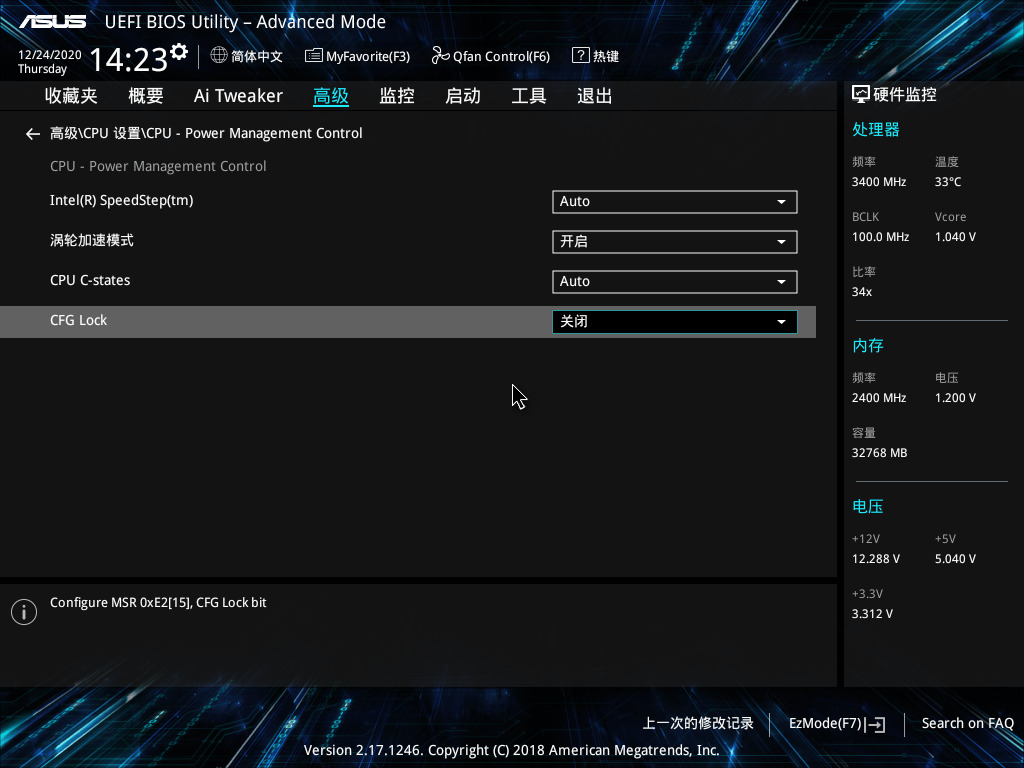 ASUS UEFI BIOS Utility – Advanced Mode
12/24/2020
Thursday
14:23
简体中文
MyFavorite(F3)
Qfan Control(F6)
? 热键
收藏夹 概要 Ai Tweaker 高级 监控 启动 工具 退出
高级\CPU 设置\CPU - Power Management Control
CPU - Power Management Control
Intel(R) SpeedStep(tm) Auto
涡轮加速模式 开启
CPU C-states Auto
CFG Lock 关闭
Configure MSR 0xE2[15], CFG Lock bit
硬件监控
处理器
频率 温度
3400 MHz 33°C
BCLK Vcore
100.0 MHz 1.040 V
比率
34x
内存
频率 电压
2400 MHz 1.200 V
容量
32768 MB
电压
+12V +5V
12.288 V 5.040 V
+3.3V
3.312 V
上一次的修改记录 EzMode(F7) Search on FAQ
Version 2.17.1246. Copyright (C) 2018 American Megatrends, Inc.